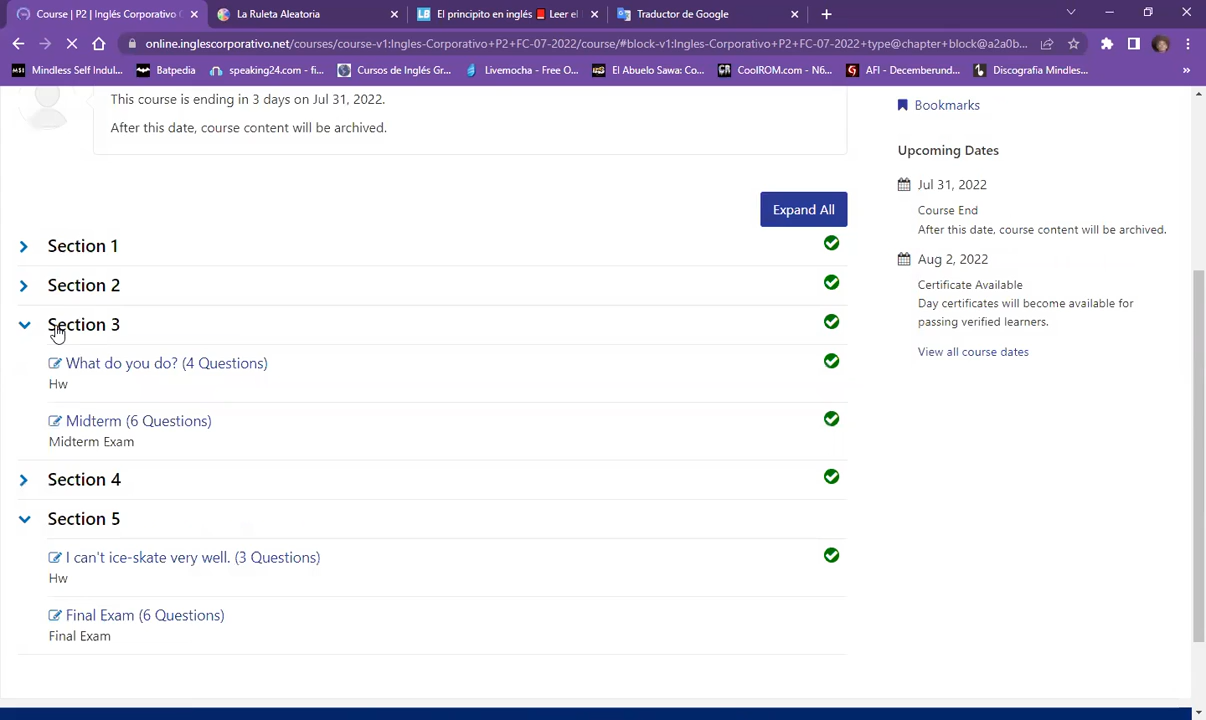 Course | P2 | Inglés Corporativo
La Ruleta Aleatoria
El principito en inglés 📕 Leer el
Traductor de Google
online.inglescorporativo.net/courses/course-v1:Ingles-Corporativo+P2+FC-07-2022/course/#block-v1:Ingles-Corporativo+P2+FC-07-2022+type@chapter+block@a2a0b...
Mindless Self Indul...
Batpedia
speaking24.com - fi...
Cursos de Inglés Gr...
Livemocha - Free O...
El Abuelo Sawa: Co...
CoolROM.com - N6...
AFI - Decemberund...
Discografia Mindles...
This course is ending in 3 days on Jul 31, 2022.
After this date, course content will be archived.
Bookmarks
Upcoming Dates
Jul 31, 2022
Course End
After this date, course content will be archived.
Aug 2, 2022
Certificate Available
Day certificates will become available for
passing verified learners.
View all course dates
Expand All
Section 1
Section 2
Section 3
What do you do? (4 Questions)
Hw
Midterm (6 Questions)
Midterm Exam
Section 4
Section 5
I can't ice-skate very well. (3 Questions)
Hw
Final Exam (6 Questions)
Final Exam